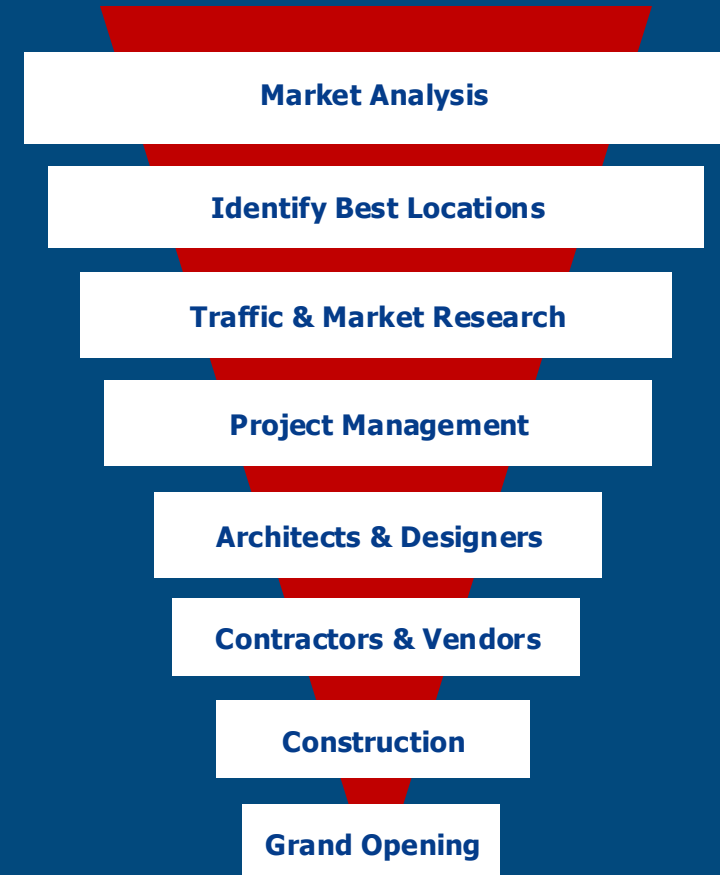 Market Analysis
Identify Best Locations
Traffic & Market Research
Project Management
Architects & Designers
Contractors & Vendors
Construction
Grand Opening